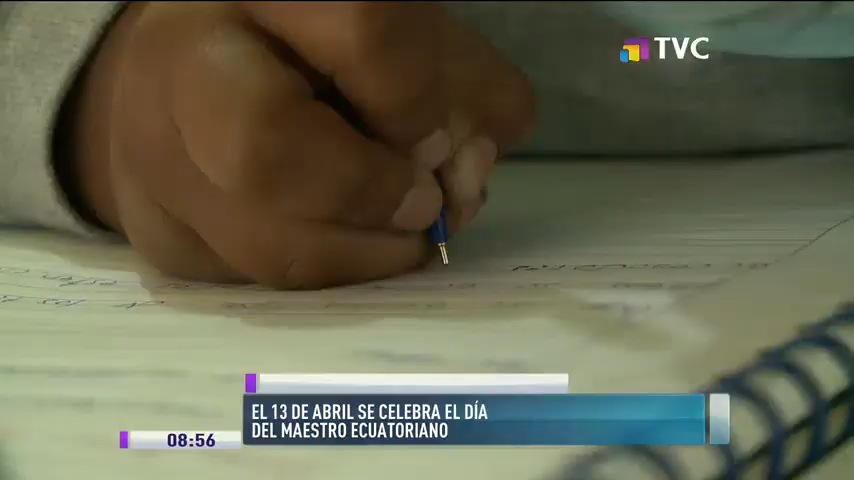 TVC
EL 13 DE ABRIL SE CELEBRA EL DÍA
DEL MAESTRO ECUATORIANO
08:56